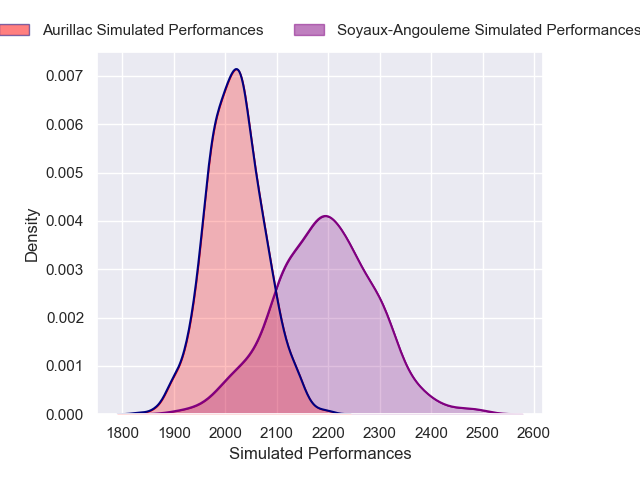 Aurillac Simulated Performances
Soyaux-Angouleme Simulated Performances
0.007
0.006
0.005
0.004
0.003
0.002
0.001
0.000
Density
1800 1900 2000 2100 2200 2300 2400 2500 2600
Simulated Performances